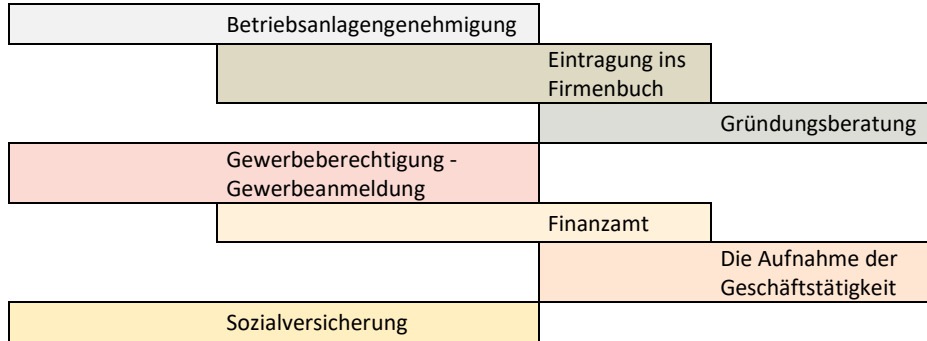 Betriebsanlagengenehmigung
Eintragung ins
Firmenbuch
Gründungsberatung
Gewerbeberechtigung -
Gewerbeanmeldung
Finanzamt
Die Aufnahme der
Geschäftstätigkeit
Sozialversicherung